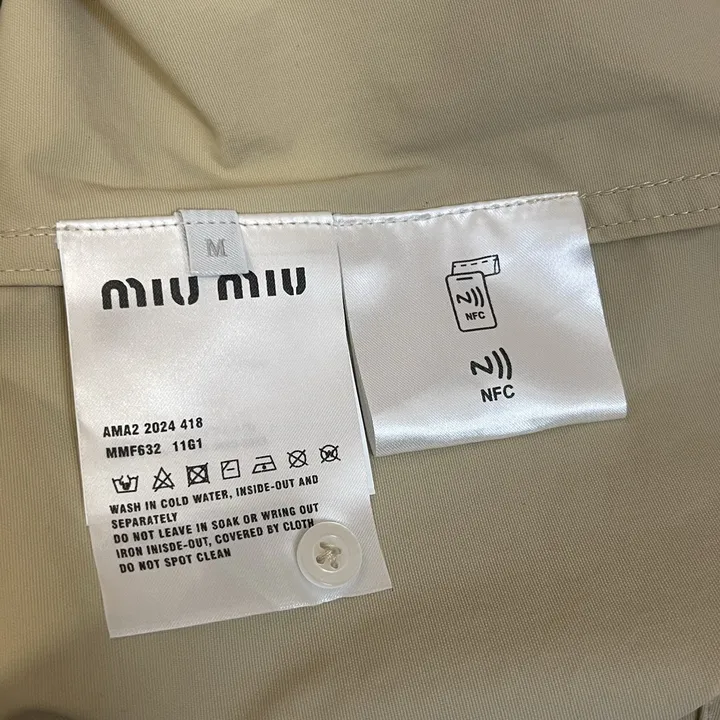 M
miu miu
AMA2 2024 418
MMF632 11G1
WASH IN COLD WATER, INSIDE-OUT AND
SEPARATELY
DO NOT LEAVE IN SOAK OR WRING OUT
IRON INISDE-OUT, COVERED BY CLOTH
DO NOT SPOT CLEAN
NFC
NFC